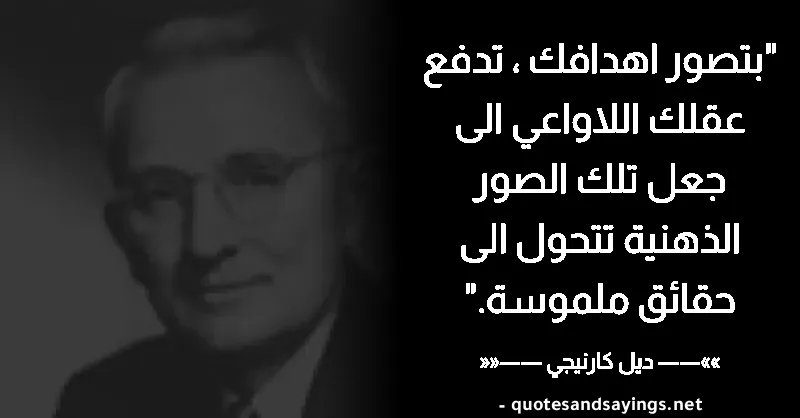 "بتصور اهدافك ، تدفع
عقلك اللاواعي الى
جعل تلك الصور
الذهنية تتحول الى
حقائق ملموسة."
»»—— ديل كارنيجي ——««
- quotesandsayings.net